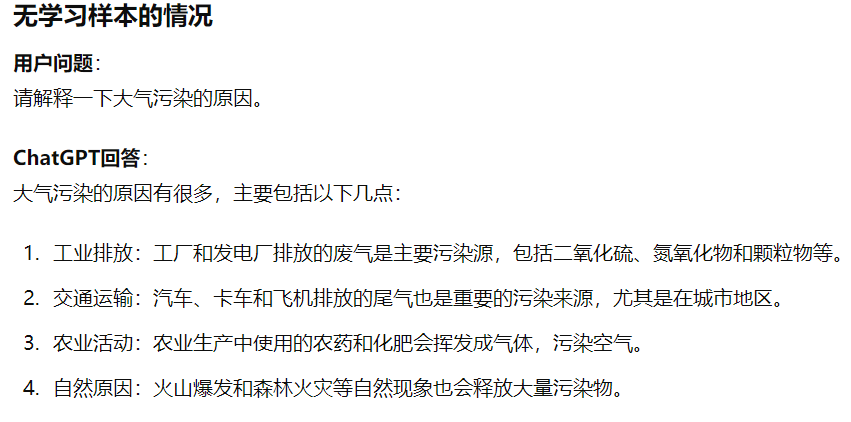 无学习样本的情况
用户问题：
请解释一下大气污染的原因。
ChatGPT回答：
大气污染的原因有很多，主要包括以下几点：
1. 工业排放：工厂和发电厂排放的废气是主要污染源，包括二氧化硫、氮氧化物和颗粒物等。
2. 交通运输：汽车、卡车和飞机排放的尾气也是重要的污染来源，尤其是在城市地区。
3. 农业活动：农业生产中使用的农药和化肥会挥发成气体，污染空气。
4. 自然原因：火山爆发和森林火灾等自然现象也会释放大量污染物。